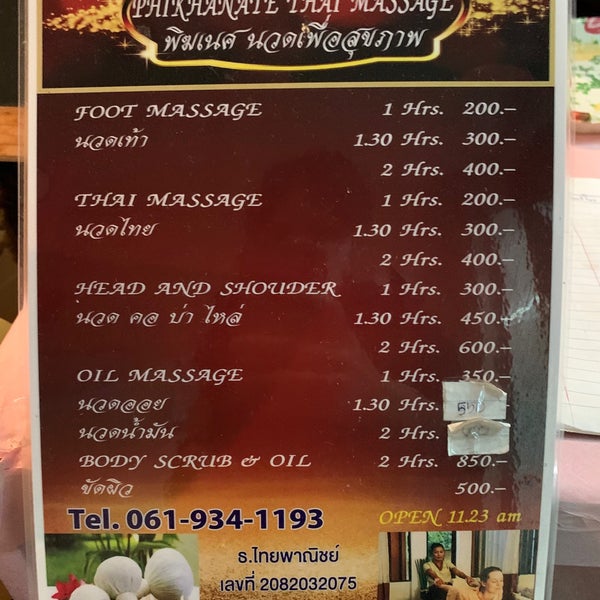 PHIKHANATE THAI MASSAGE
พิฆเนศ นวดเพื่อสุขภาพ
FOOT MASSAGE 1 Hrs. 200.-
นวดเท้า 1.30 Hrs. 300.-
2 Hrs. 400.-
THAI MASSAGE 1 Hrs. 200.-
นวดไทย 1.30 Hrs. 300.-
2 Hrs. 400.-
HEAD AND SHOUDER 1 Hrs. 300.-
นวด คอ บ่า ไหล่ 1.30 Hrs. 450.-
2 Hrs. 600.-
OIL MASSAGE 1 Hrs. 350.-
นวดออย 1.30 Hrs.
นวดน้ำมัน 2 Hrs.
BODY SCRUB & OIL 2 Hrs. 850.-
ขัดผิว 500.-
Tel. 061-934-1193 OPEN 11.23 am
ธ.ไทยพาณิชย์
เลขที่ 2082032075